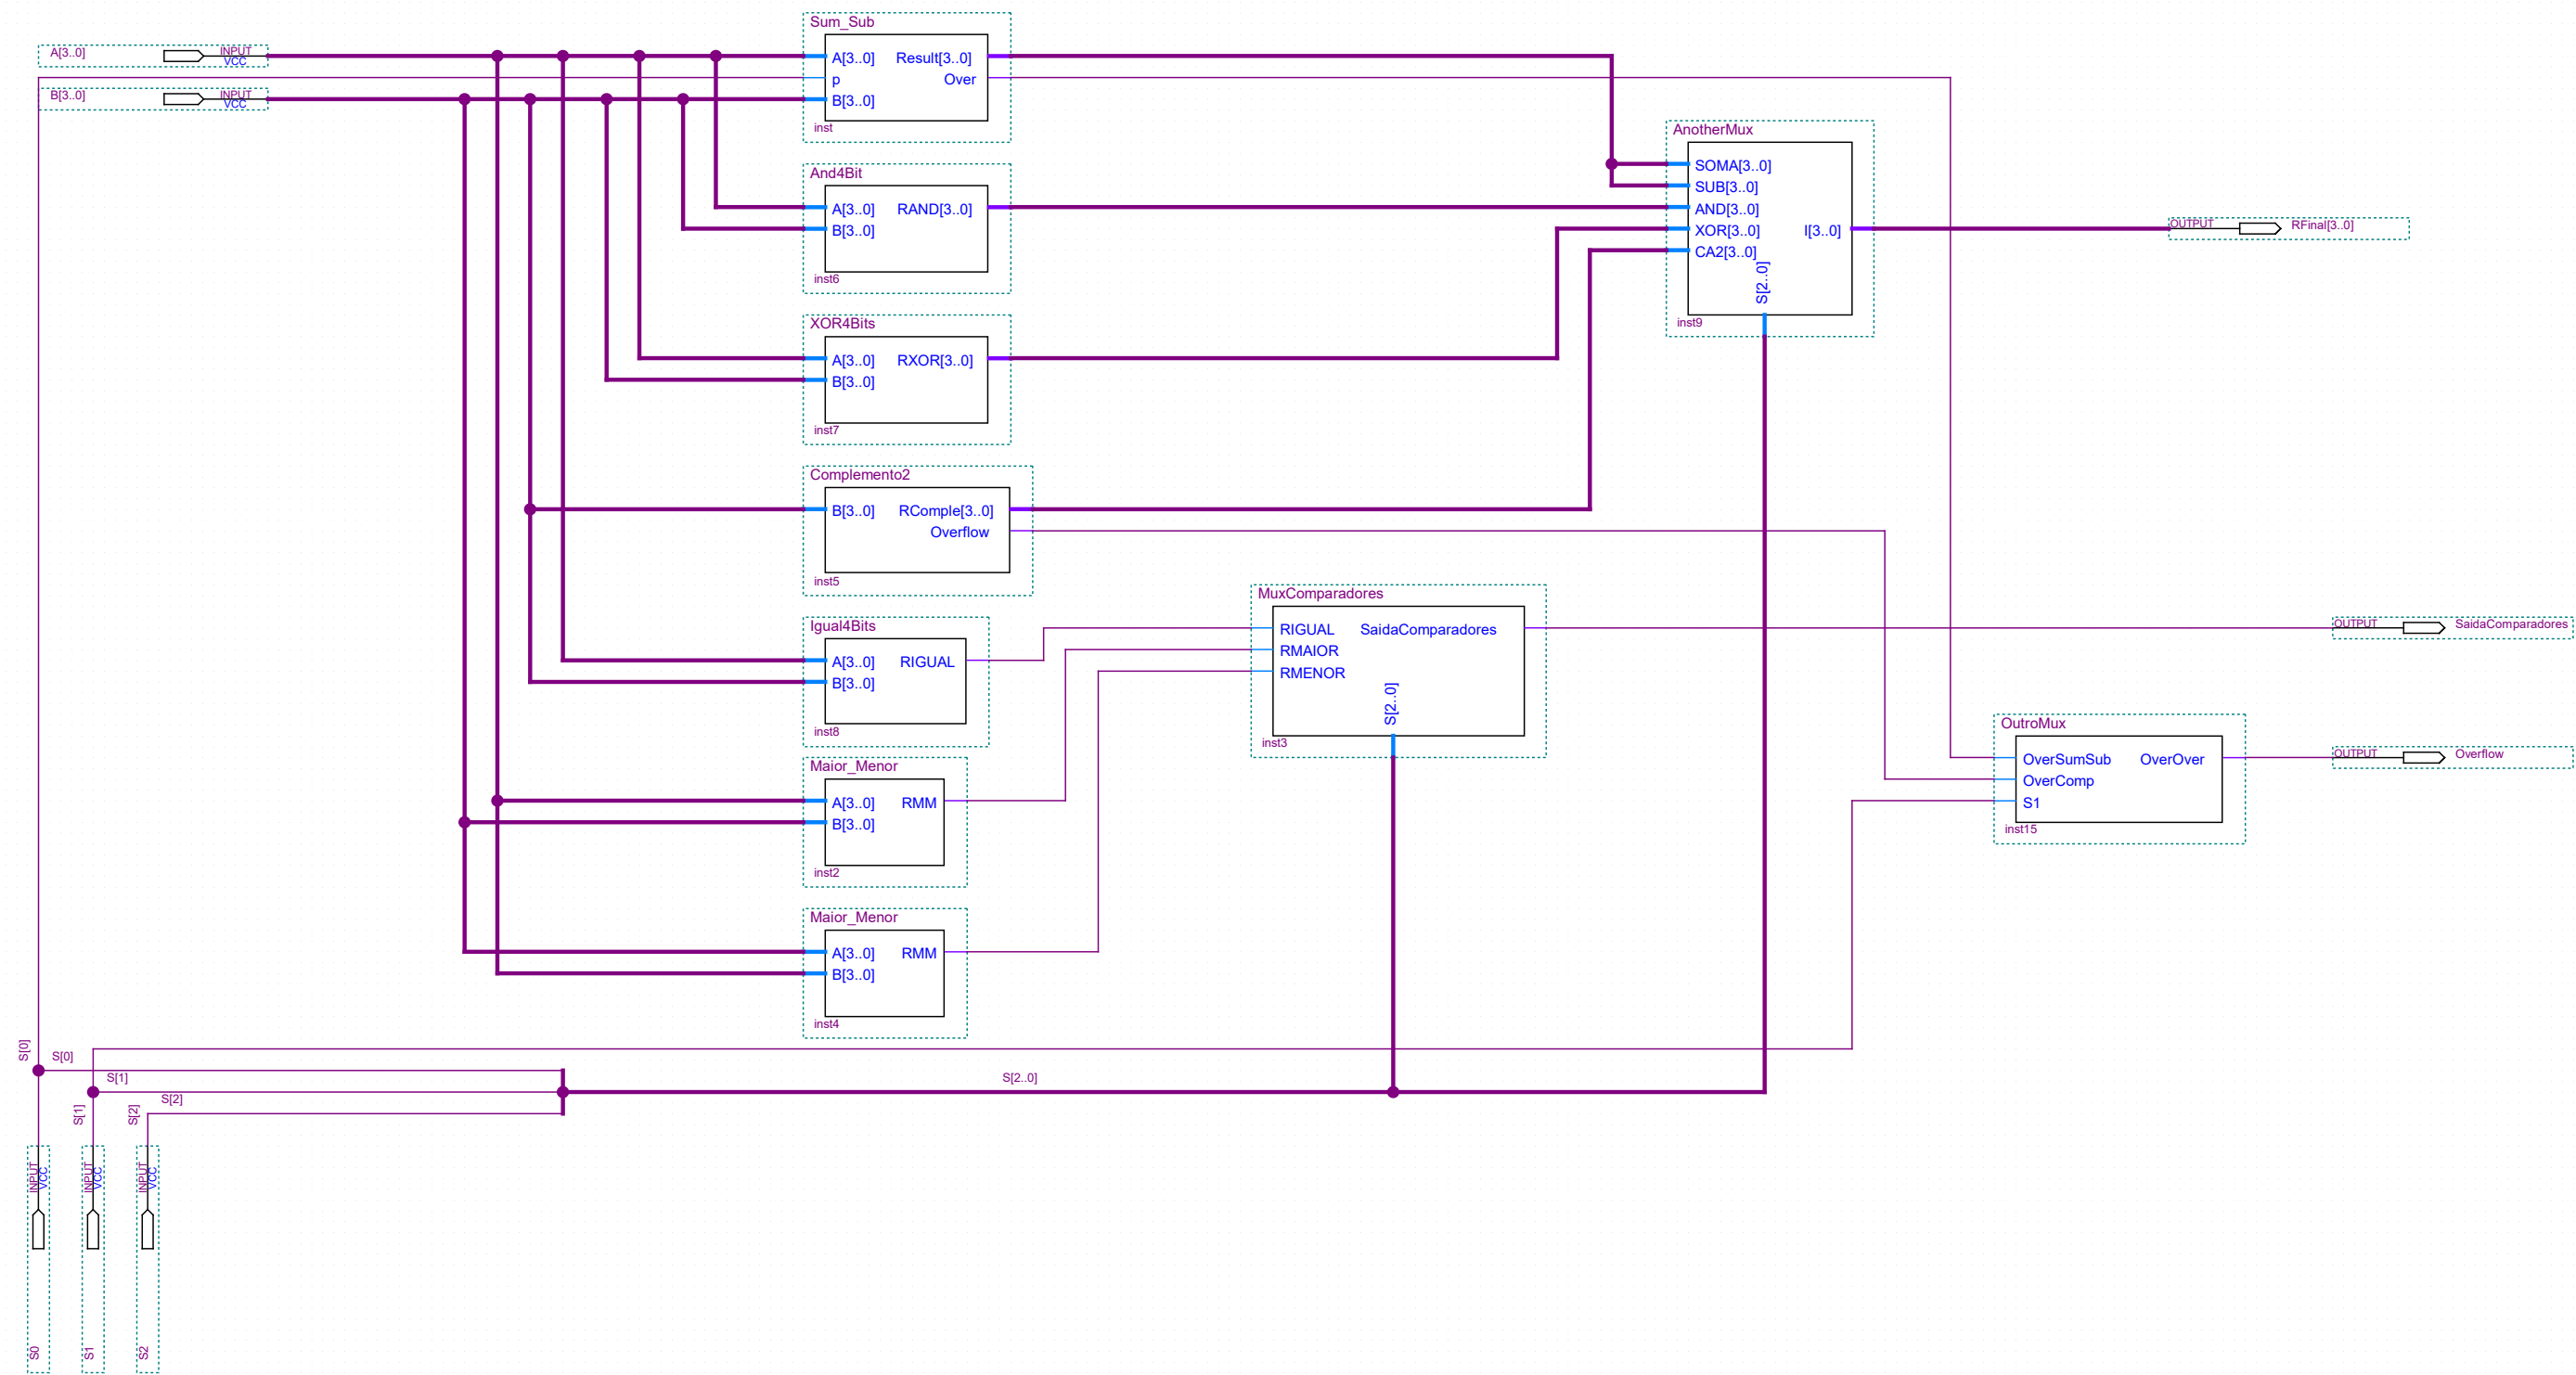 A[3..0]
INPUT
VCC
B[3..0]
INPUT
VCC
Sum_Sub
A[3..0] Result[3..0]
p Over
B[3..0]
inst
And4Bit
A[3..0] RAND[3..0]
B[3..0]
inst6
XOR4Bits
A[3..0] RXOR[3..0]
B[3..0]
inst7
Complemento2
B[3..0] RComple[3..0]
Overflow
inst5
Igual4Bits
A[3..0] RIGUAL
B[3..0]
inst8
Maior_Menor
A[3..0] RMM
B[3..0]
inst2
Maior_Menor
A[3..0] RMM
B[3..0]
inst4
MuxComparadores
RIGUAL SaidaComparadores
RMAIOR
RMENOR
S[2..0]
inst3
AnotherMux
SOMA[3..0]
SUB[3..0]
AND[3..0]
XOR[3..0] I[3..0]
CA2[3..0]
S[2..0]
inst9
OUTPUT RFinal[3..0]
OUTPUT SaidaComparadores
OutroMux
OverSumSub OverOver
OverComp
S1
inst15
OUTPUT Overflow
S[0]
S[0]
S[1]
S[1]
S[2]
S[2]
S[2..0]
INPUT
VCC
S0
INPUT
VCC
S1
INPUT
VCC
S2